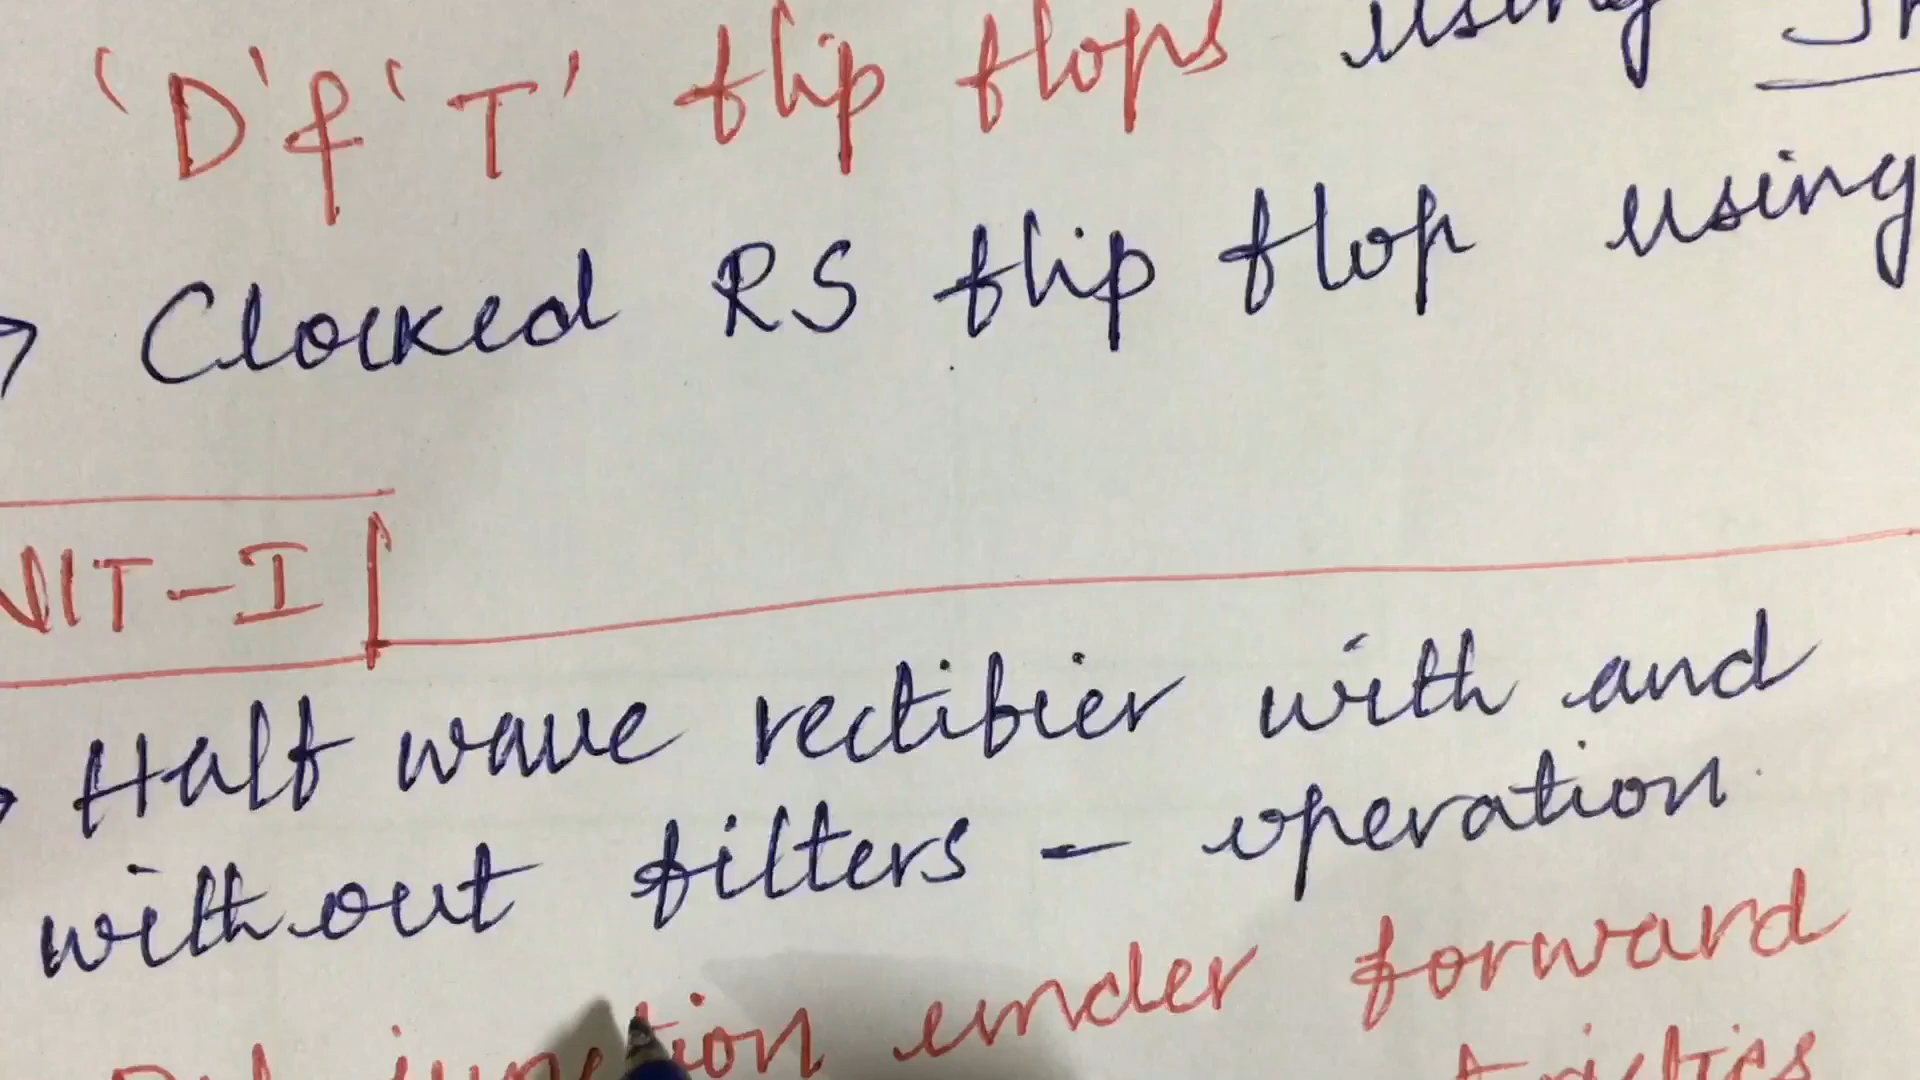 'D' & 'T' flip flops using
→ Clocked RS flip flop using
UNIT-I
→ Half wave rectifier with and
without filters - operation
junction under forward